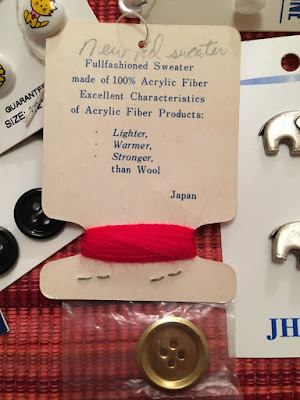 New red sweater
Fullfashioned Sweater
made of 100% Acrylic Fiber
Excellent Characteristics
of Acrylic Fiber Products:
· Lighter,
· Warmer,
· Stronger,
than Wool
Japan
SIZE:
JH